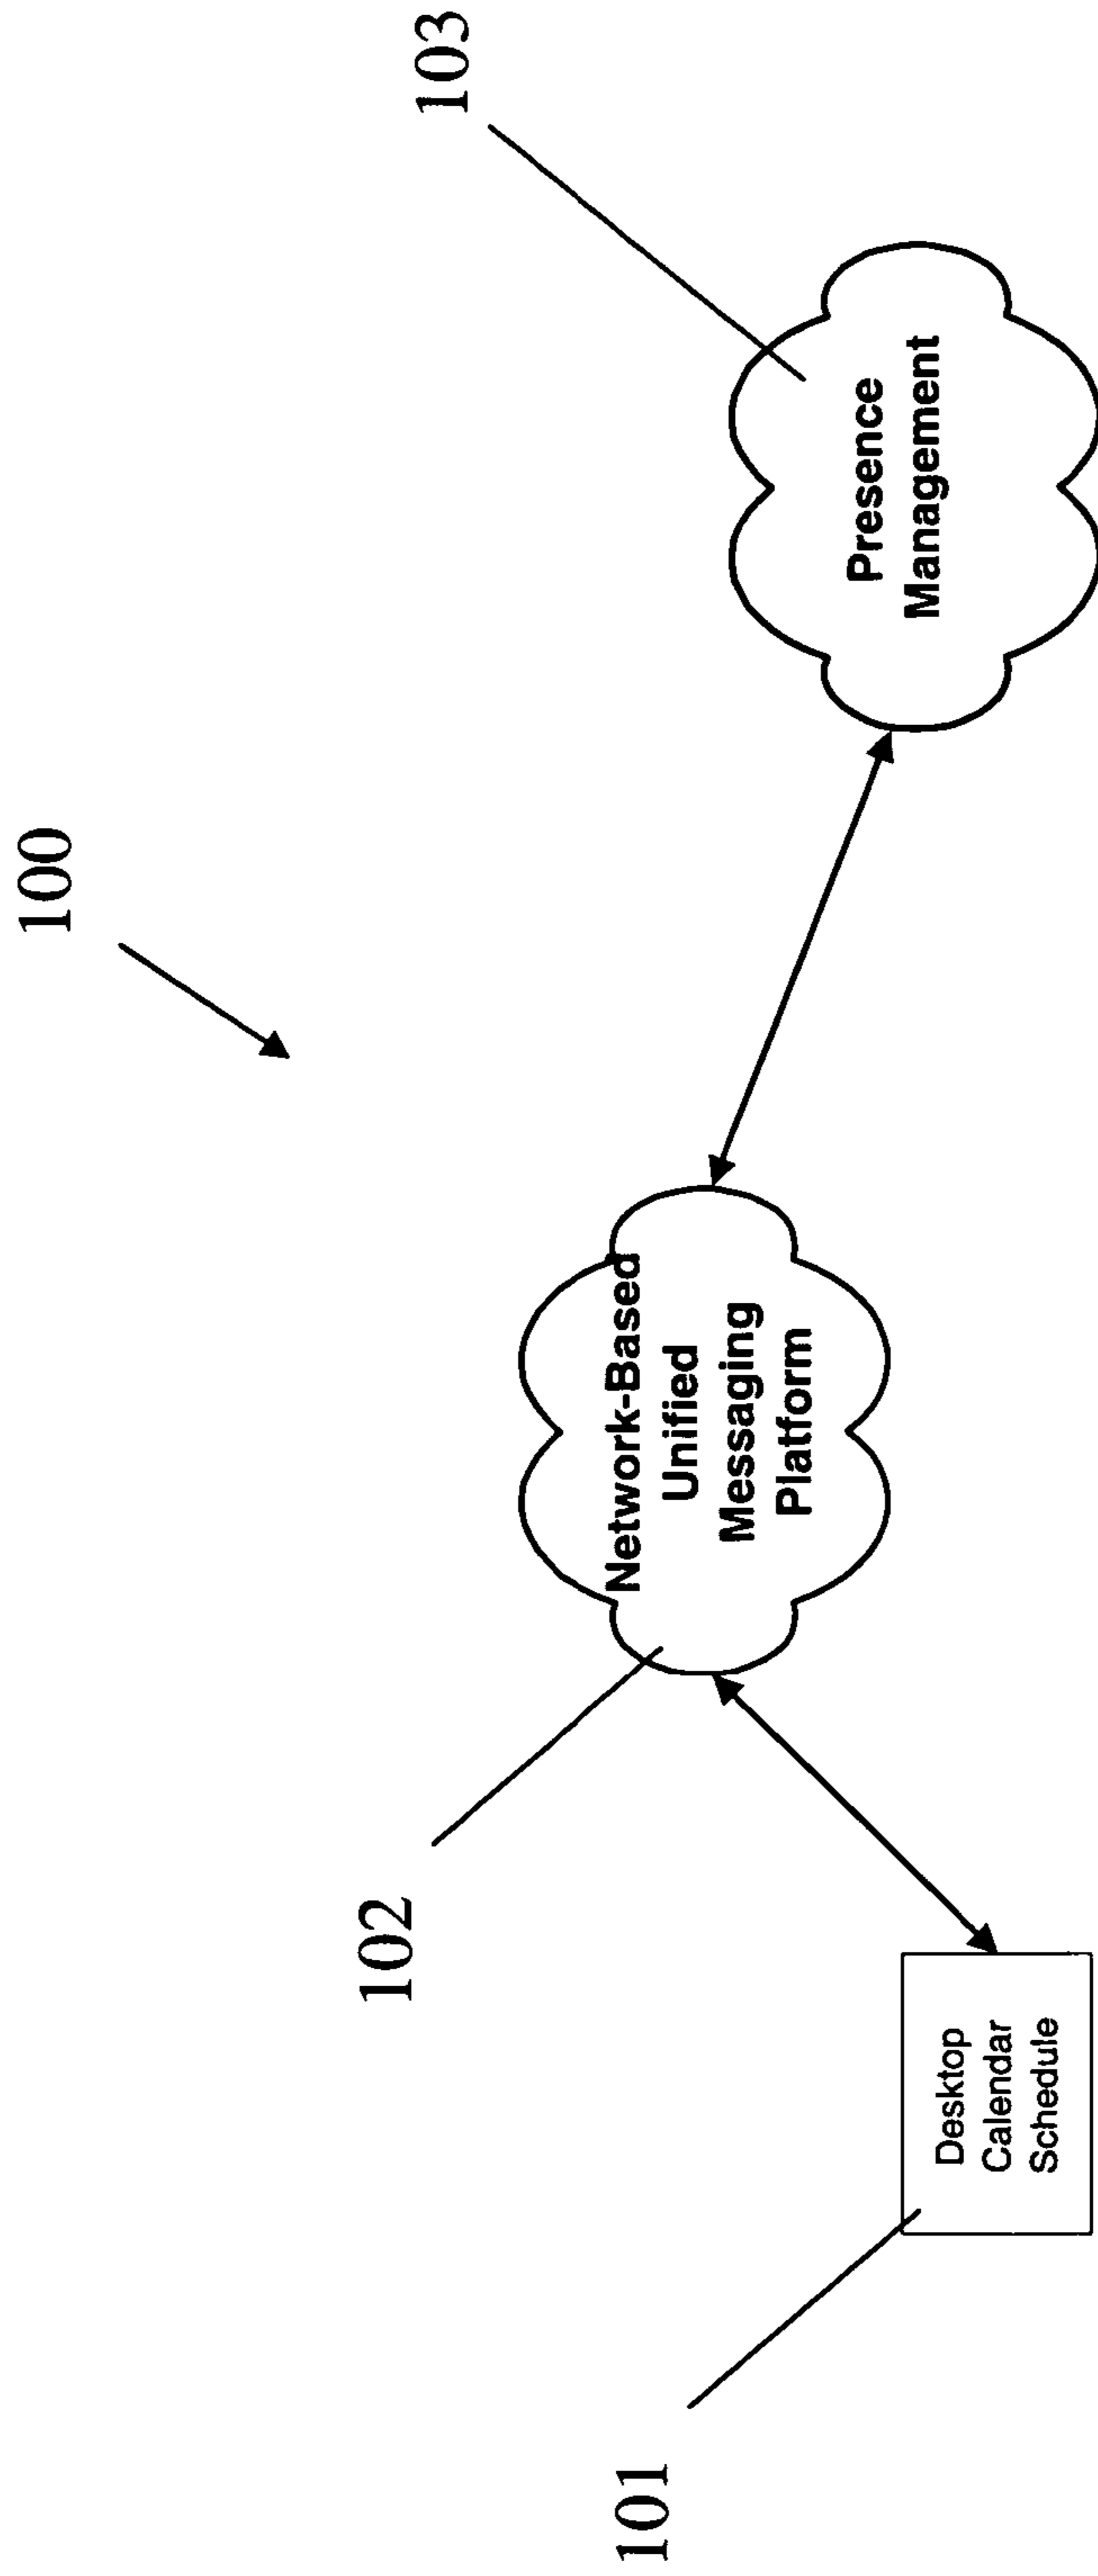 100
103
102
Network-Based
Unified
Messaging
Platform
Presence
Management
101
Desktop
Calendar
Schedule